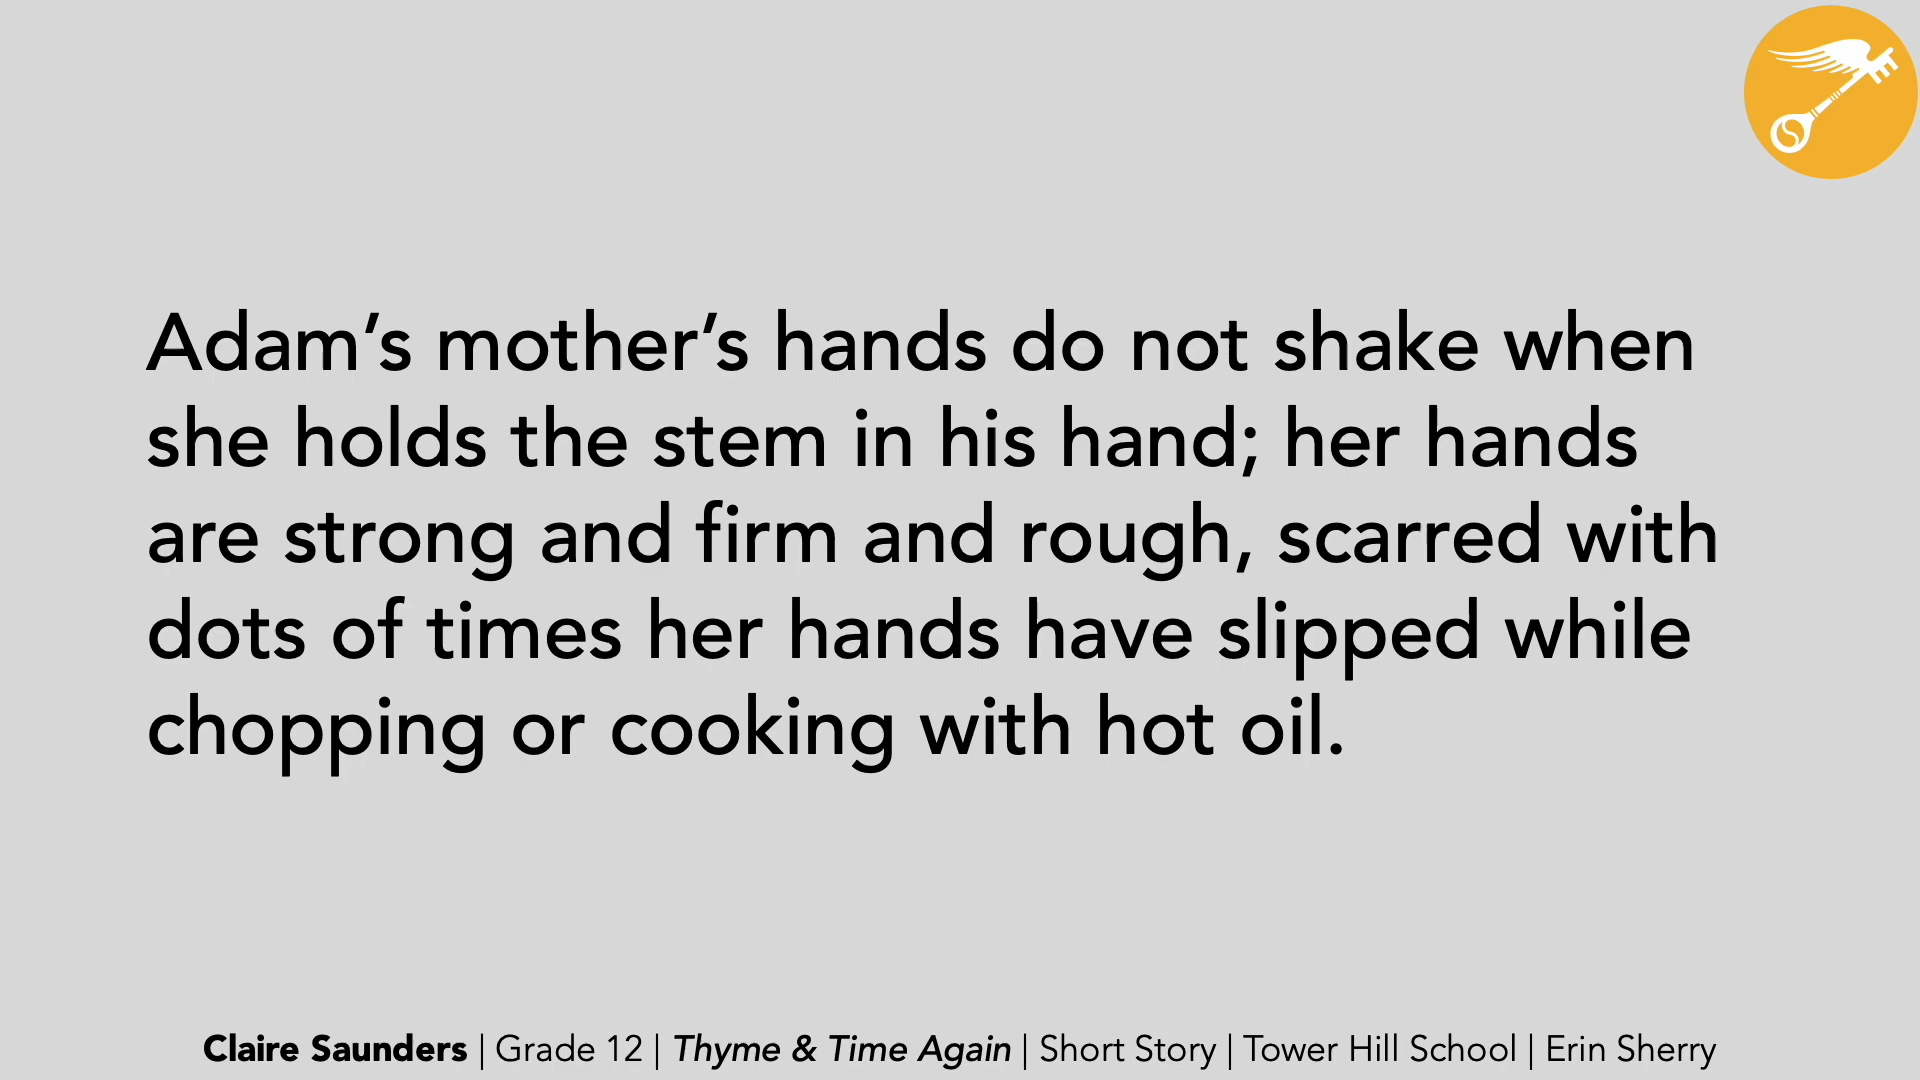 Adam’s mother’s hands do not shake when
she holds the stem in his hand; her hands
are strong and firm and rough, scarred with
dots of times her hands have slipped while
chopping or cooking with hot oil.
Claire Saunders | Grade 12 | Thyme & Time Again | Short Story | Tower Hill School | Erin Sherry